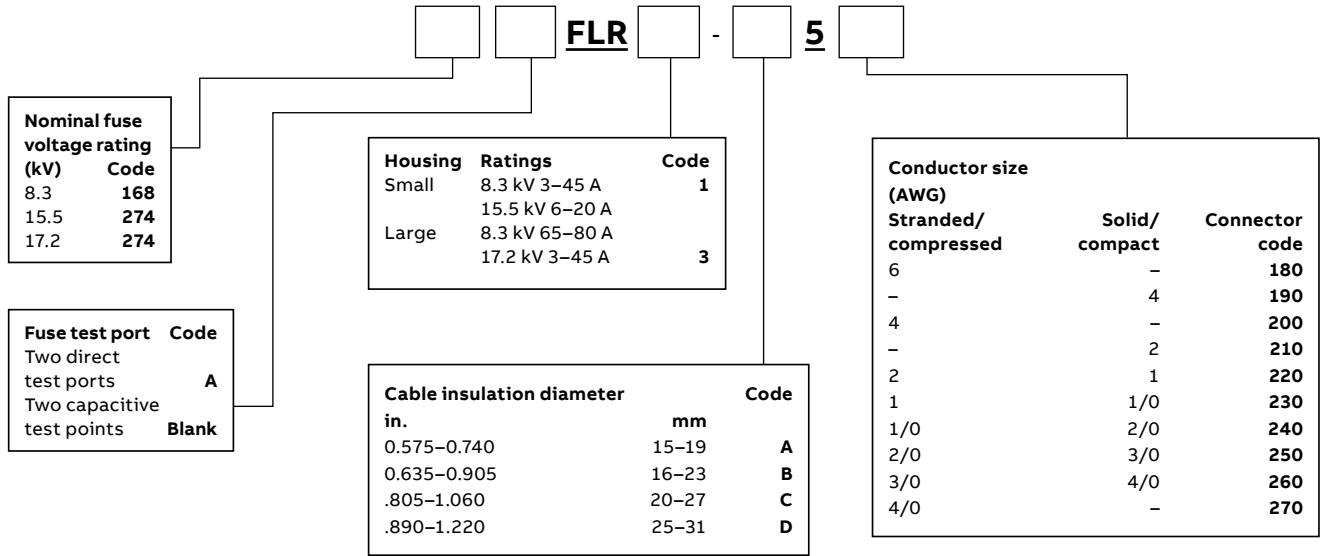 FLR - 5
Nominal fuse
voltage rating
(kV) Code
8.3 168
15.5 274
17.2 274
Fuse test port Code
Two direct
test ports A
Two capacitive
test points Blank
Housing Ratings Code
Small 8.3 kV 3–45 A 1
15.5 kV 6–20 A
Large 8.3 kV 65–80 A
17.2 kV 3–45 A 3
Cable insulation diameter Code
in. mm
0.575–0.740 15–19 A
0.635–0.905 16–23 B
.805–1.060 20–27 C
.890–1.220 25–31 D
Conductor size
(AWG)
Stranded/ Solid/ Connector
compressed compact code
6 – 180
– 4 190
4 – 200
– 2 210
2 1 220
1 1/0 230
1/0 2/0 240
2/0 3/0 250
3/0 4/0 260
4/0 – 270